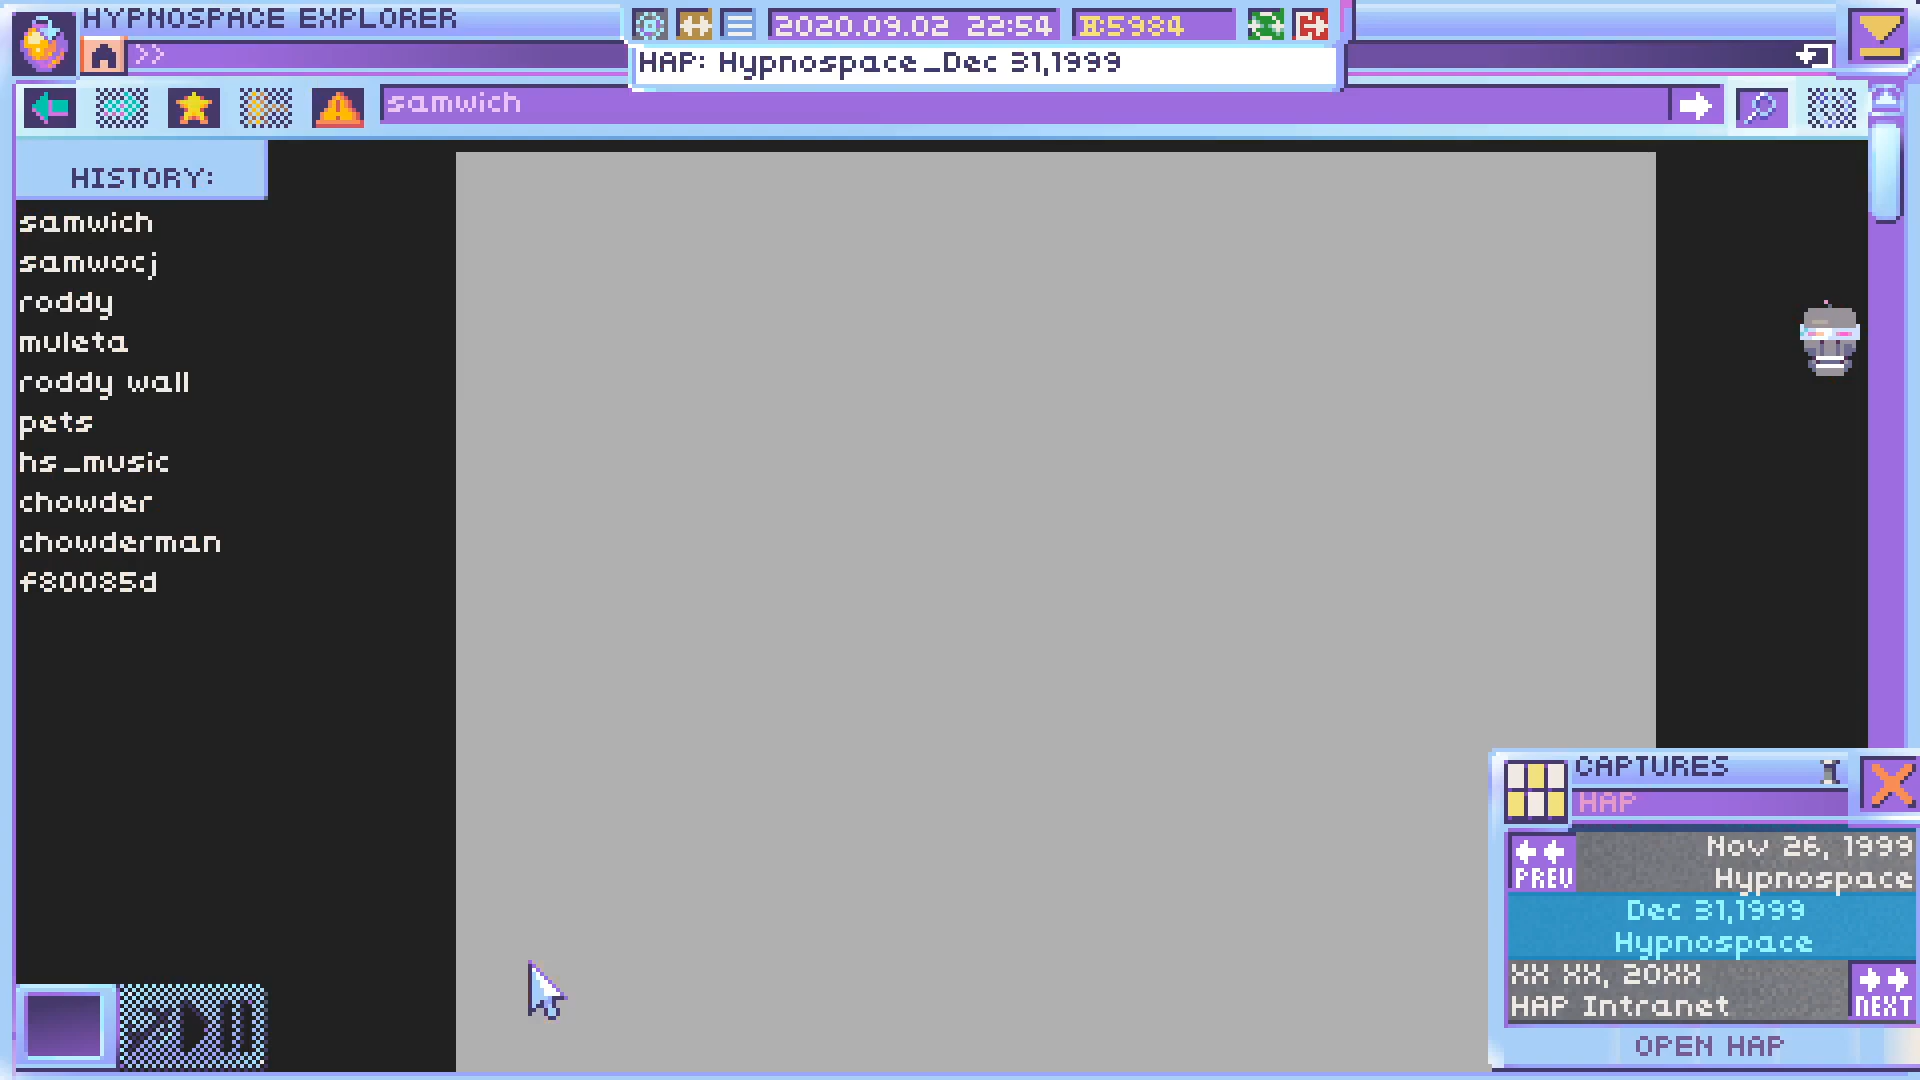 HYPNOSPACE EXPLORER
>>
2020.09.02 22:54
ID5984
HAP: Hypnospace_Dec 31,1999
samwich
HISTORY:
samwich
samwocj
roddy
muleta
roddy wall
pets
hs_music
chowder
chowderman
f80085d
CAPTURES
HAP
PREV
Nov 26, 1999
Hypnospace
Dec 31,1999
Hypnospace
XX XX, 20XX
HAP Intranet
NEXT
OPEN HAP